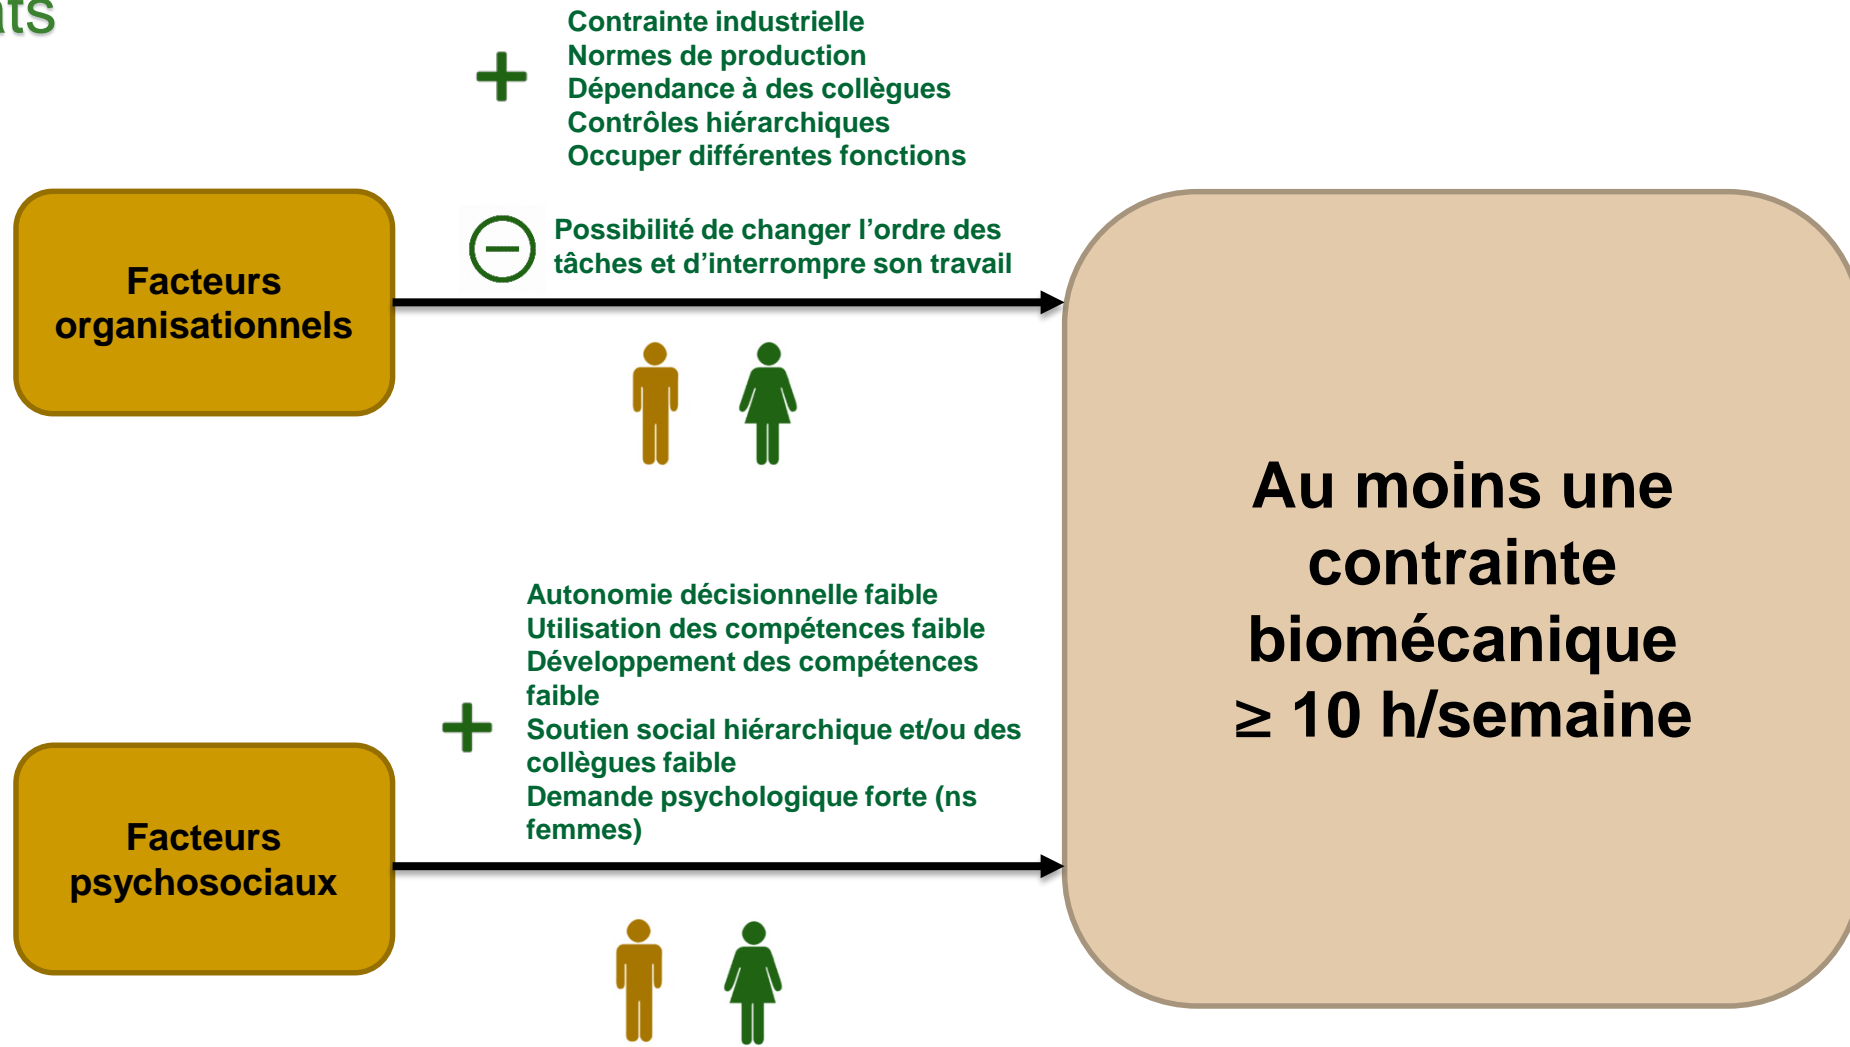 Contrainte industrielle
Normes de production
Dépendance à des collègues
Contrôles hiérarchiques
Occuper différentes fonctions
Possibilité de changer l’ordre des
tâches et d’interrompre son travail
Facteurs
organisationnels
Au moins une
contrainte
biomécanique
≥ 10 h/semaine
Autonomie décisionnelle faible
Utilisation des compétences faible
Développement des compétences
faible
Soutien social hiérarchique et/ou des
collègues faible
Demande psychologique forte (ns
femmes)
Facteurs
psychosociaux